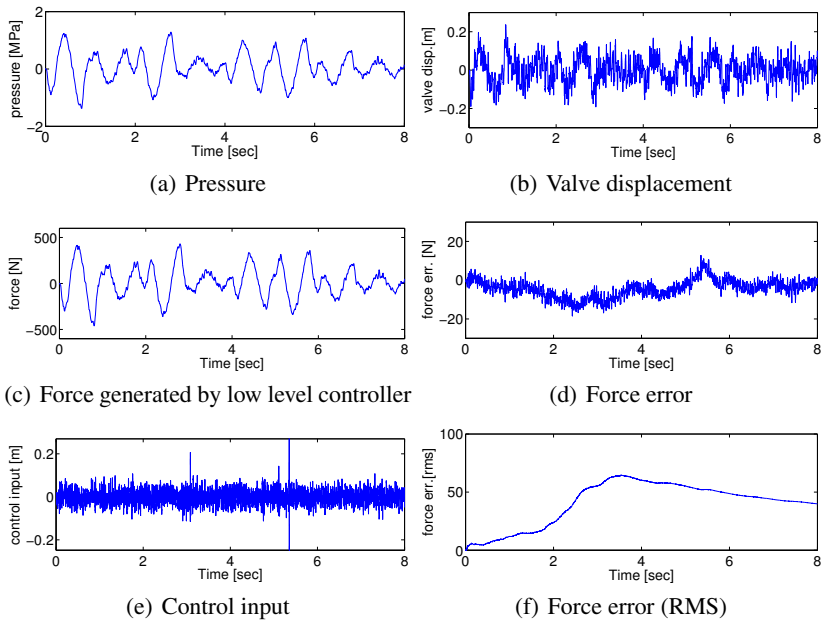 2
0
−2
pressure [MPa]
0 2 4 6 8
Time [sec]
(a) Pressure
0.2
0
−0.2
valve disp.[m]
0 2 4 6 8
Time [sec]
(b) Valve displacement
500
0
−500
force [N]
0 2 4 6 8
Time [sec]
(c) Force generated by low level controller
20
0
−20
force err. [N]
0 2 4 6 8
Time [sec]
(d) Force error
0.2
0
−0.2
control input [m]
0 2 4 6 8
Time [sec]
(e) Control input
100
50
0
force err.[rms]
0 2 4 6 8
Time [sec]
(f) Force error (RMS)